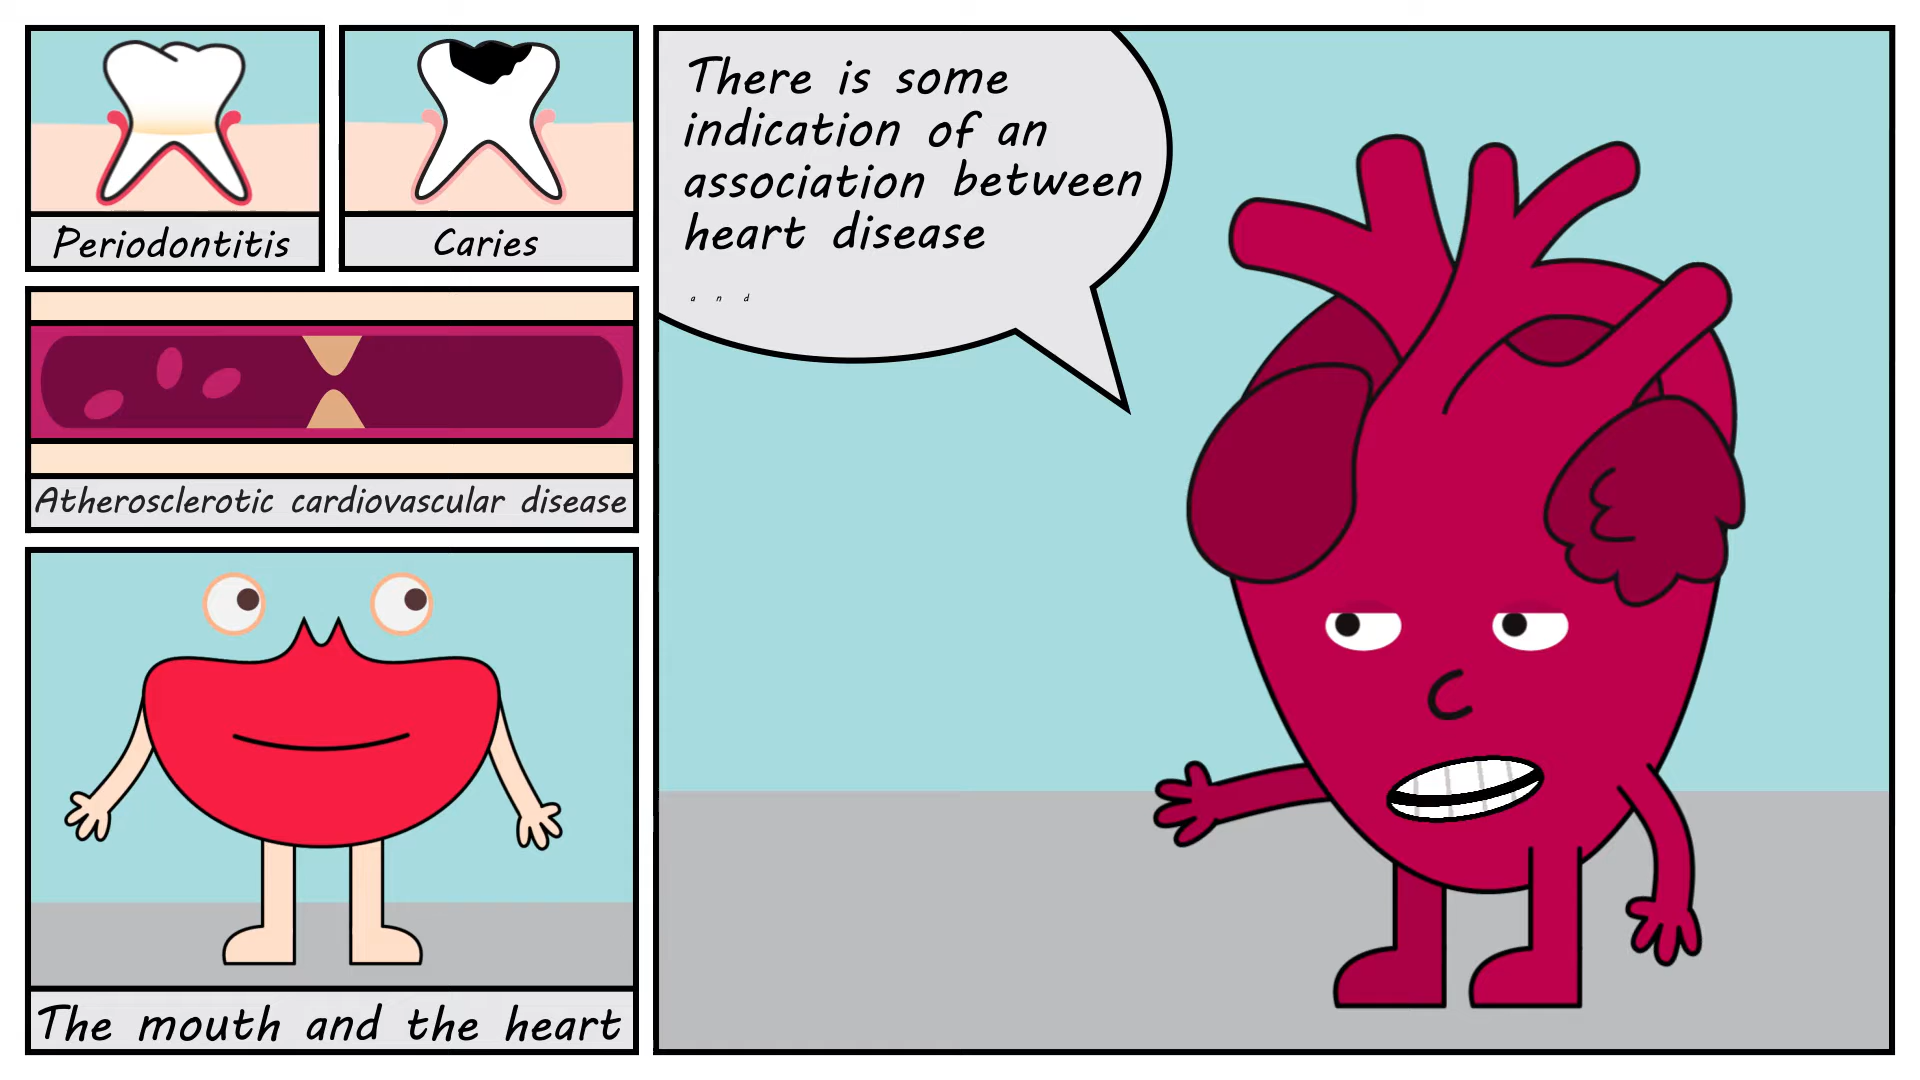 Periodontitis
Caries
Atherosclerotic cardiovascular disease
The mouth and the heart
There is some
indication of an
association between
heart disease
and